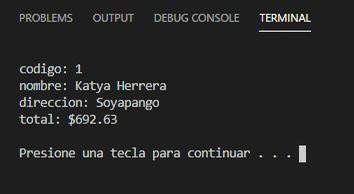 PROBLEMS OUTPUT DEBUG CONSOLE TERMINAL
codigo: 1
nombre: Katya Herrera
direccion: Soyapango
total: $692.63
Presione una tecla para continuar . . .